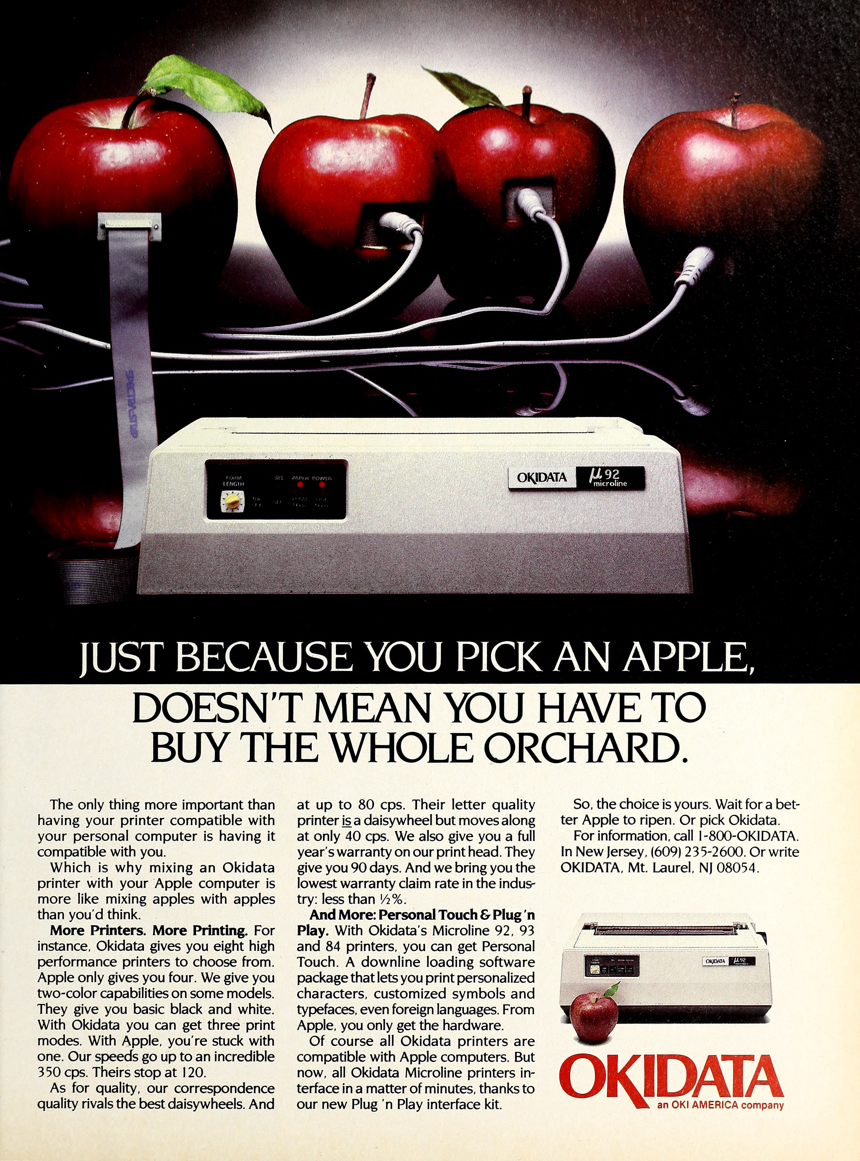 SPECTRA-STRIP
FORM
LENGTH
PAPER POWER
SEL
OKIDATA
µ92
microline
JUST BECAUSE YOU PICK AN APPLE,
DOESN'T MEAN YOU HAVE TO
BUY THE WHOLE ORCHARD.
The only thing more important than
having your printer compatible with
your personal computer is having it
compatible with you.
Which is why mixing an Okidata
printer with your Apple computer is
more like mixing apples with apples
than you'd think.
More Printers. More Printing. For
instance, Okidata gives you eight high
performance printers to choose from.
Apple only gives you four. We give you
two-color capabilities on some models.
They give you basic black and white.
With Okidata you can get three print
modes. With Apple, you're stuck with
one. Our speeds go up to an incredible
350 cps. Theirs stop at 120.
As for quality, our correspondence
quality rivals the best daisywheels. And
at up to 80 cps. Their letter quality
printer is a daisywheel but moves along
at only 40 cps. We also give you a full
year's warranty on our print head. They
give you 90 days. And we bring you the
lowest warranty claim rate in the indus-
try: less than ½%.
And More: Personal Touch & Plug 'n
Play. With Okidata's Microline 92, 93
and 84 printers, you can get Personal
Touch. A downline loading software
package that lets you print personalized
characters, customized symbols and
typefaces, even foreign languages. From
Apple, you only get the hardware.
Of course all Okidata printers are
compatible with Apple computers. But
now, all Okidata Microline printers in-
terface in a matter of minutes, thanks to
our new Plug 'n Play interface kit.
So, the choice is yours. Wait for a bet-
ter Apple to ripen. Or pick Okidata.
For information, call 1-800-OKIDATA.
In New Jersey, (609) 235-2600. Or write
OKIDATA, Mt. Laurel, NJ 08054.
OKIDATA
µ92
OKIDATA
an OKI AMERICA company